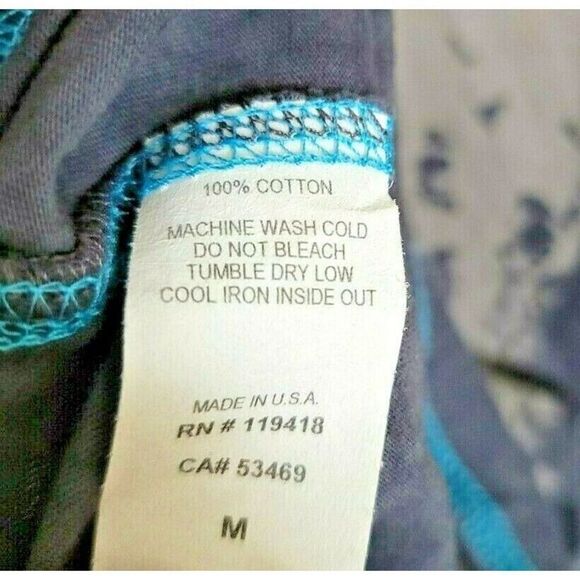 100% COTTON
MACHINE WASH COLD
DO NOT BLEACH
TUMBLE DRY LOW
COOL IRON INSIDE OUT
MADE IN U.S.A.
RN # 119418
CA# 53469
M